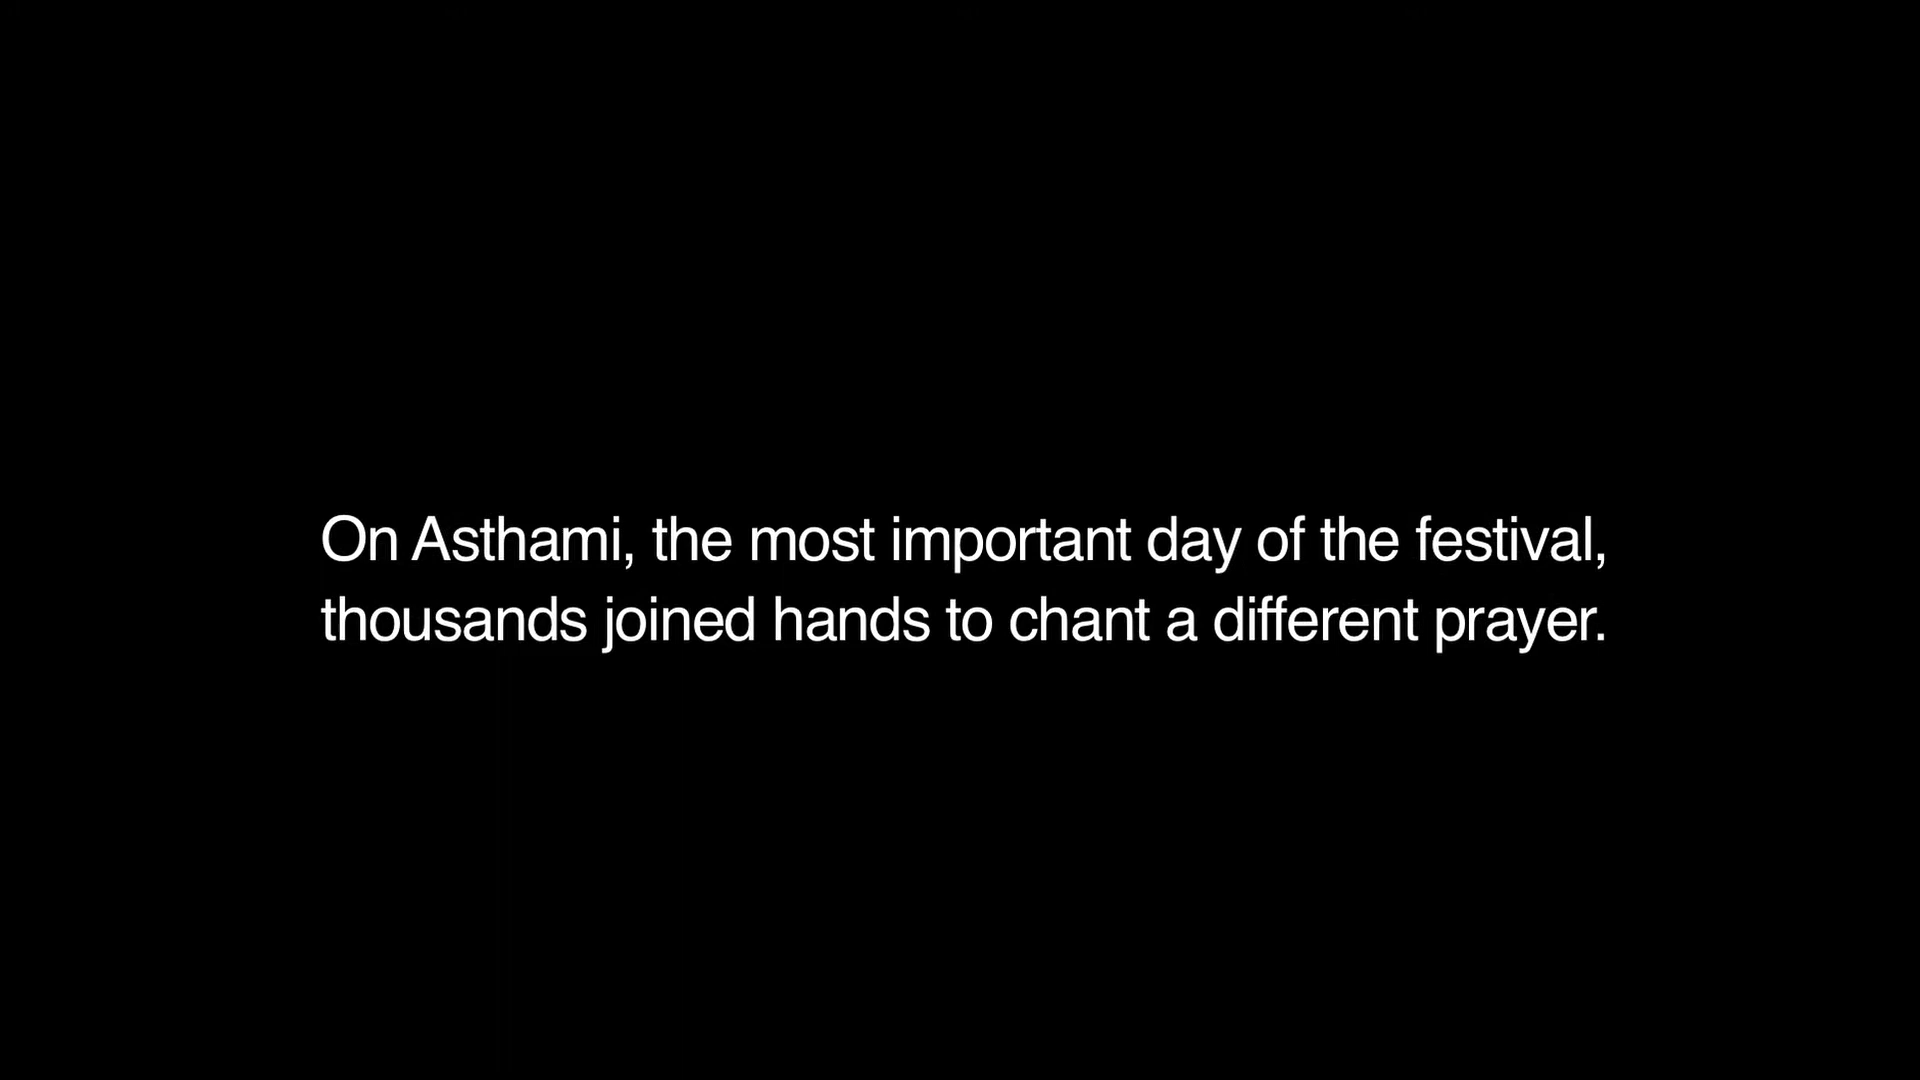 On Asthami, the most important day of the festival,
thousands joined hands to chant a different prayer.